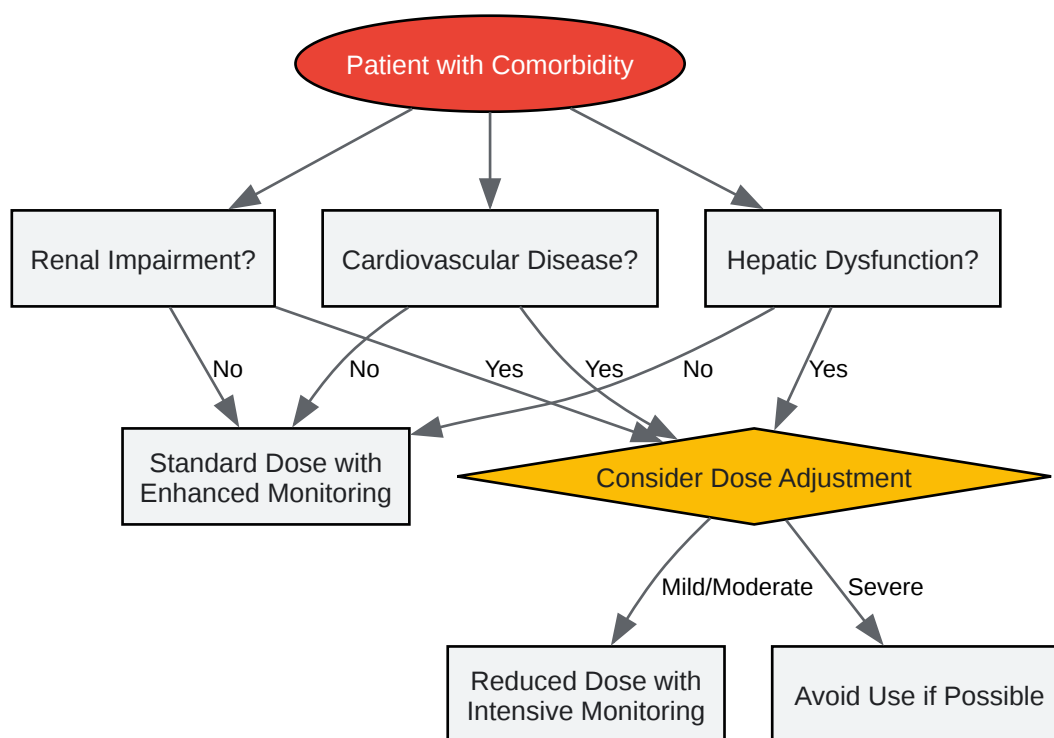 Patient with Comorbidity
Renal Impairment?
Cardiovascular Disease?
Hepatic Dysfunction?
No
No
Yes
Yes
No
Yes
Standard Dose with
Enhanced Monitoring
Consider Dose Adjustment
Mild/Moderate
Severe
Reduced Dose with
Intensive Monitoring
Avoid Use if Possible